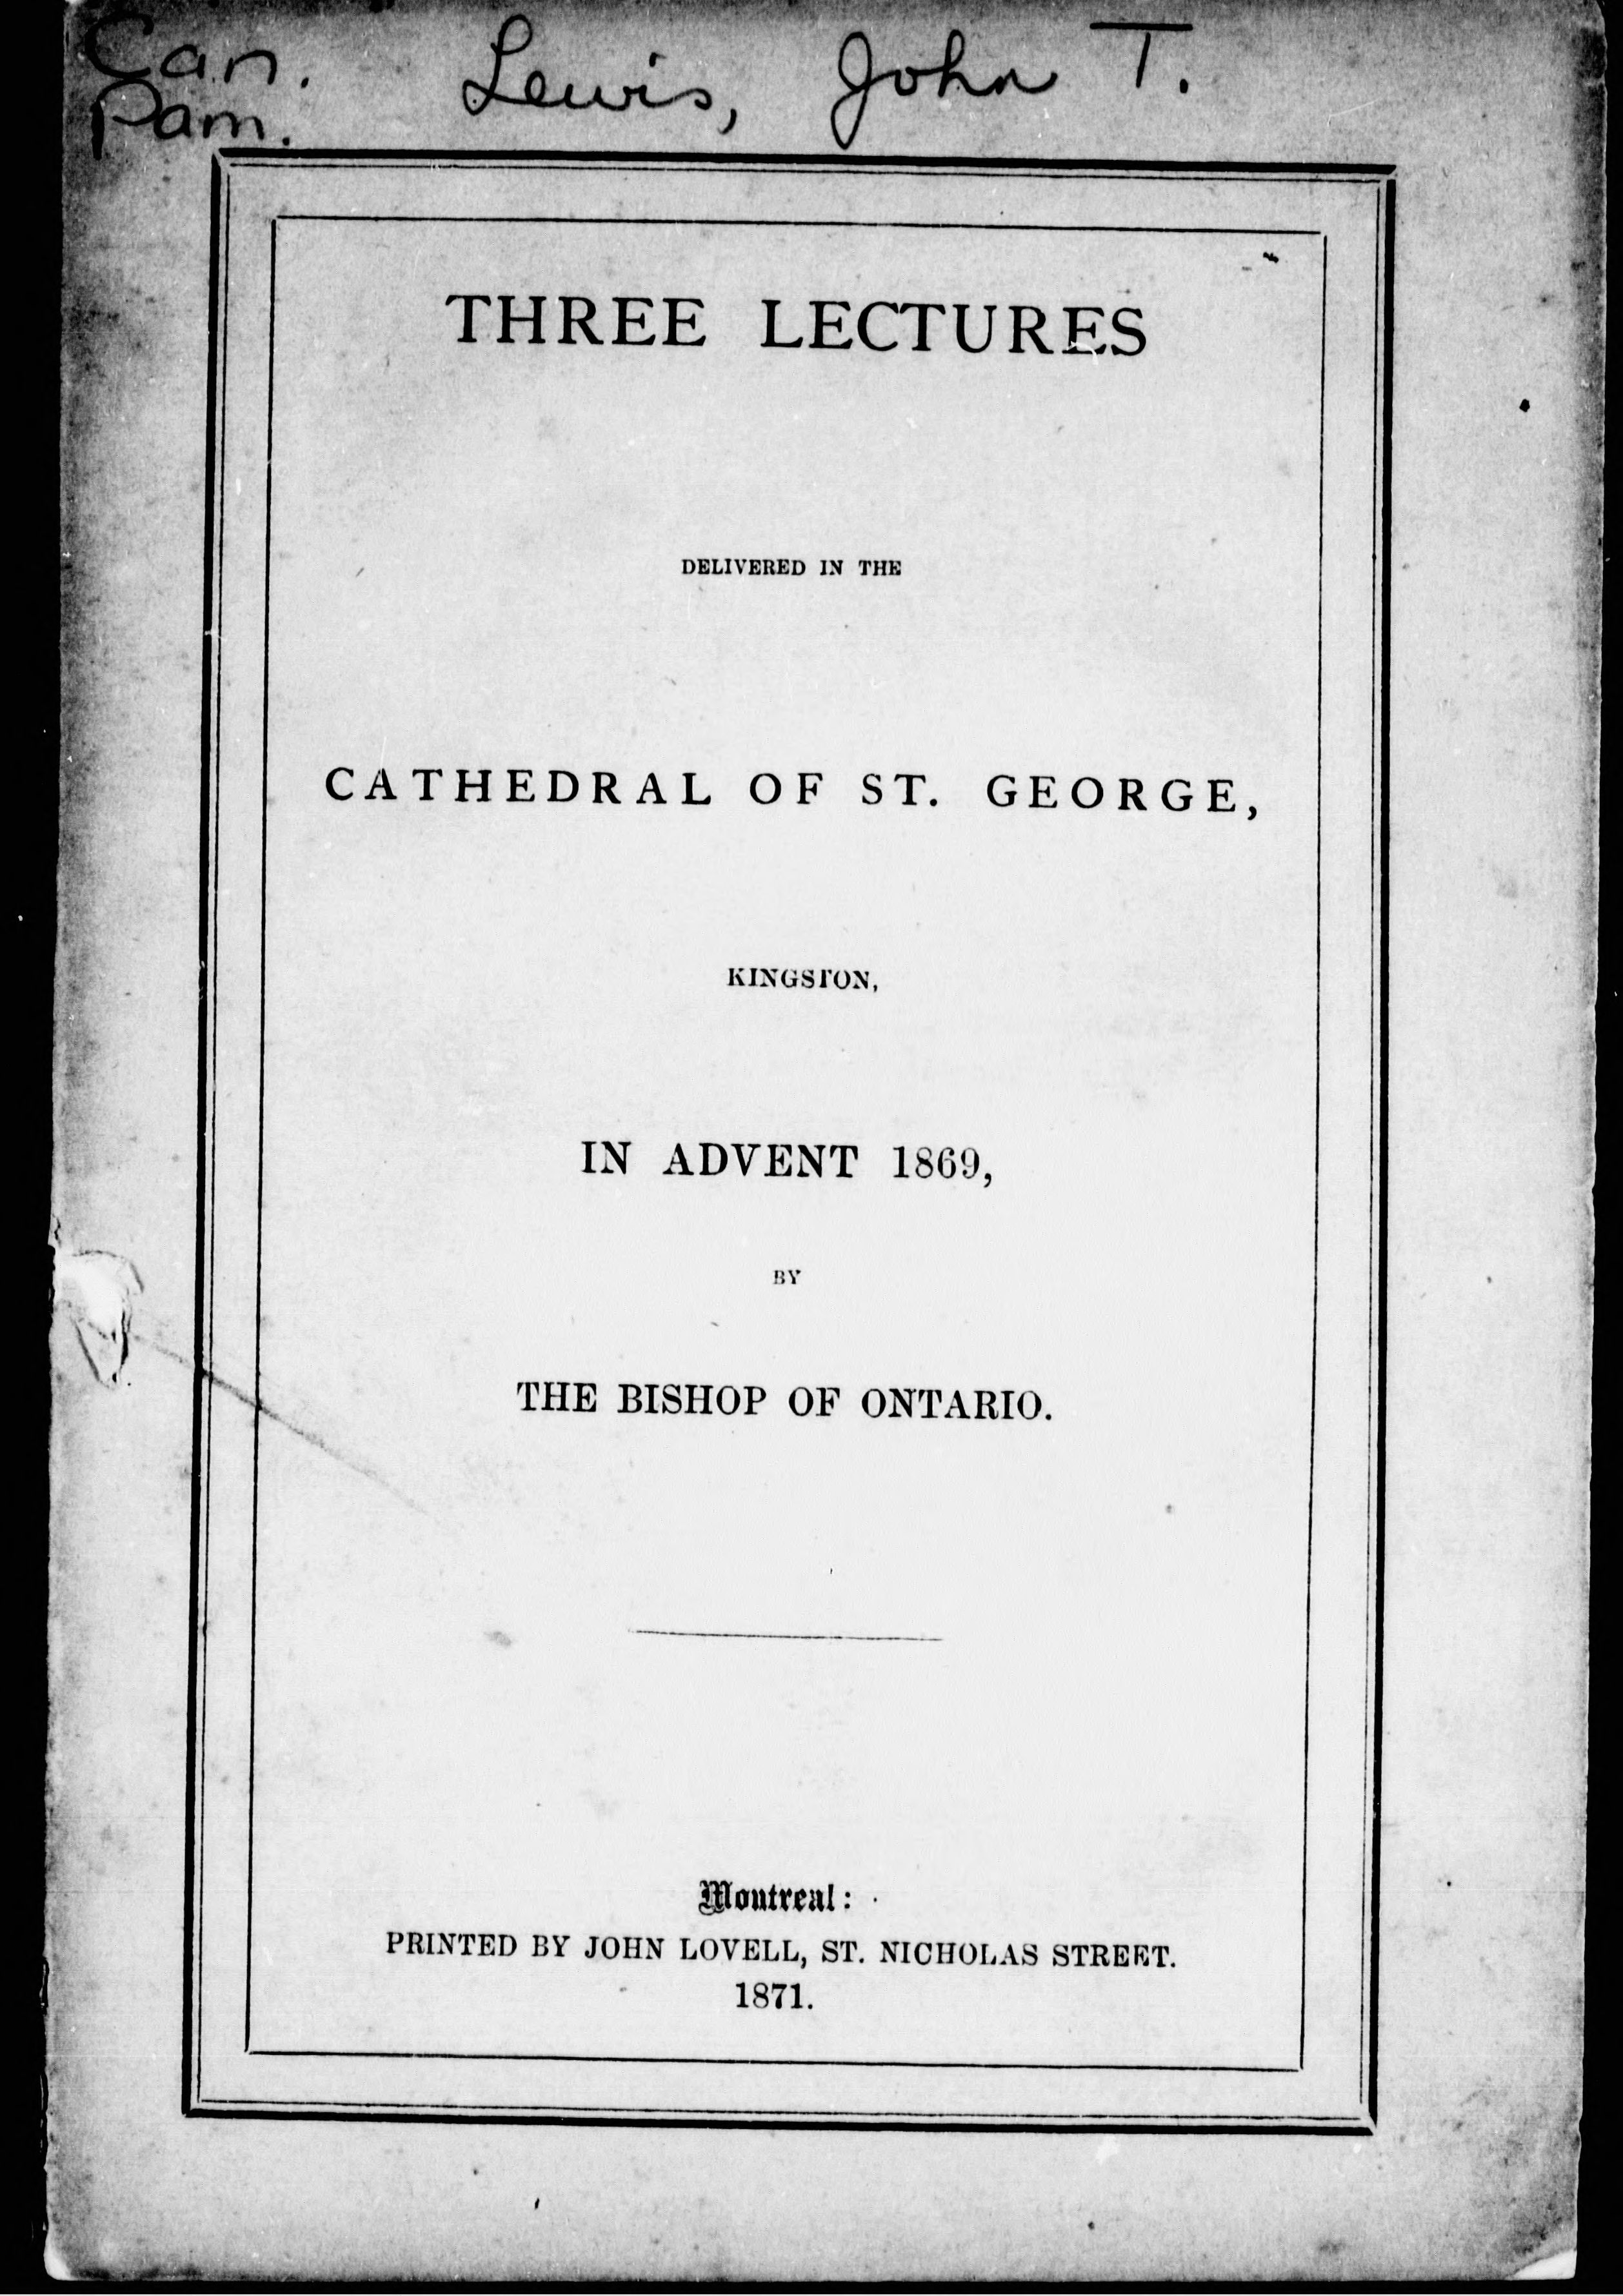 Can. Lewis, John T.
Pam.
THREE LECTURES
DELIVERED IN THE
CATHEDRAL OF ST. GEORGE,
KINGSTON,
IN ADVENT 1869,
BY
THE BISHOP OF ONTARIO.
Montreal:
PRINTED BY JOHN LOVELL, ST. NICHOLAS STREET.
1871.